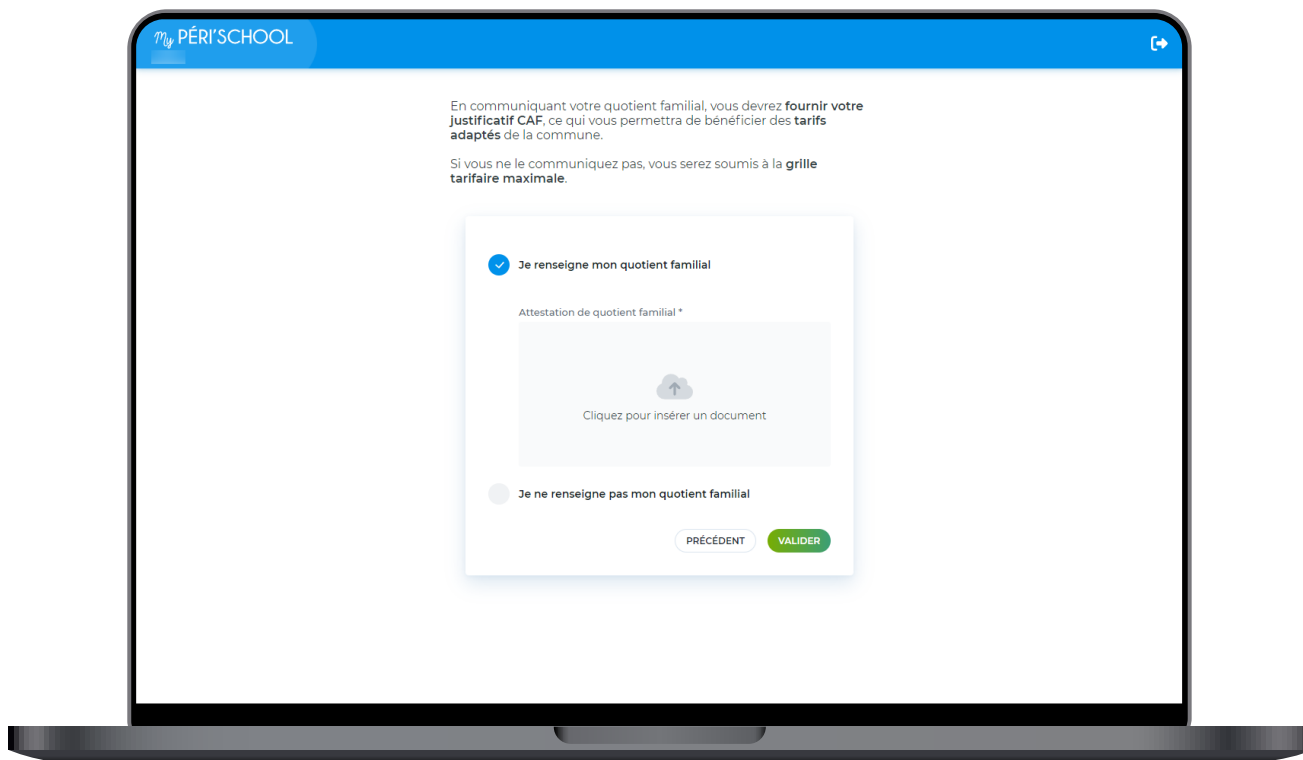 My PÉRI'SCHOOL
En communiquant votre quotient familial, vous devrez fournir votre
justificatif CAF, ce qui vous permettra de bénéficier des tarifs
adaptés de la commune.
Si vous ne le communiquez pas, vous serez soumis à la grille
tarifaire maximale.
Je renseigne mon quotient familial
Attestation de quotient familial *
Cliquez pour insérer un document
Je ne renseigne pas mon quotient familial
PRÉCÉDENT
VALIDER